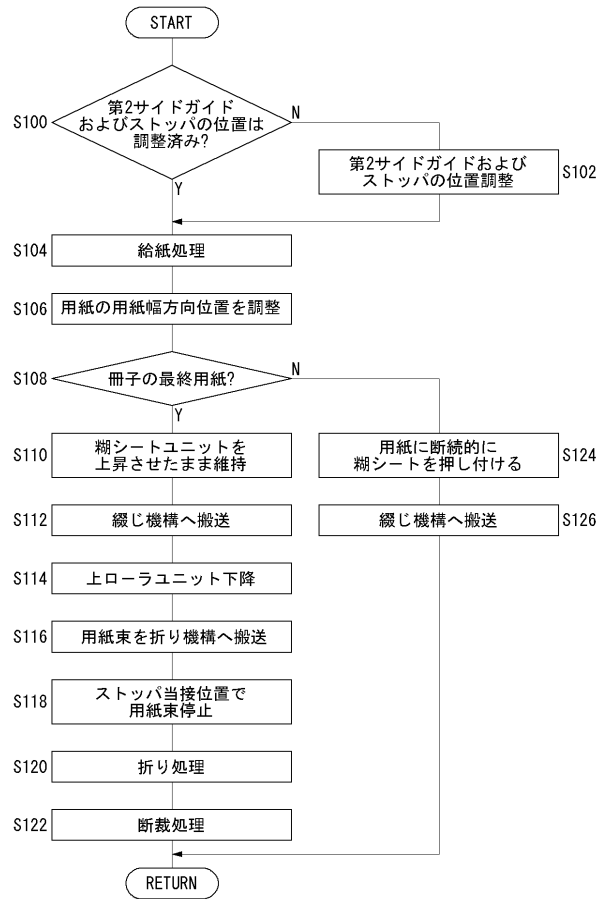 START
S100
第2サイドガイド
およびストッパの位置は
調整済み?
N
Y
第2サイドガイドおよび
ストッパの位置調整
S102
S104
給紙処理
S106
用紙の用紙幅方向位置を調整
S108
冊子の最終用紙?
N
Y
S110
糊シートユニットを
上昇させたまま維持
用紙に断続的に
糊シートを押し付ける
S124
S112
綴じ機構へ搬送
綴じ機構へ搬送
S126
S114
上ローラユニット下降
S116
用紙束を折り機構へ搬送
S118
ストッパ当接位置で
用紙束停止
S120
折り処理
S122
断裁処理
RETURN